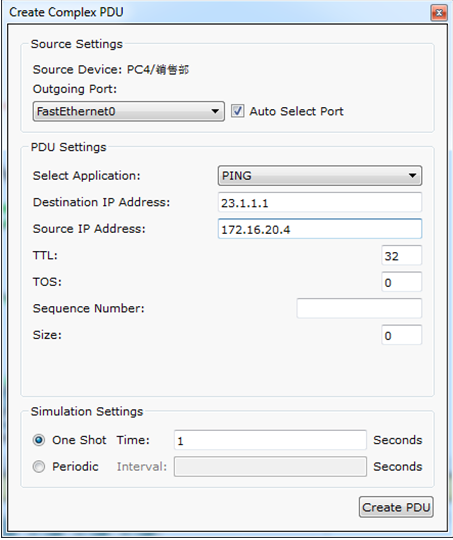 Create Complex PDU
Source Settings
Source Device: PC4/销售部
Outgoing Port:
FastEthernet0 Auto Select Port
PDU Settings
Select Application: PING
Destination IP Address: 23.1.1.1
Source IP Address: 172.16.20.4
TTL: 32
TOS: 0
Sequence Number:
Size: 0
Simulation Settings
One Shot Time: 1 Seconds
Periodic Interval: Seconds
Create PDU